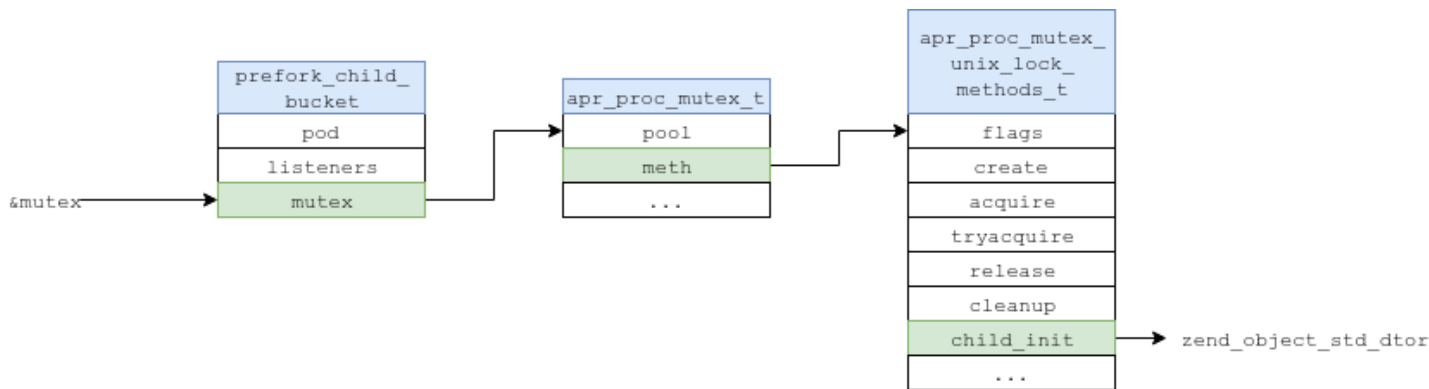 &mutex
prefork_child_
bucket
pod
listeners
mutex
apr_proc_mutex_t
pool
meth
...
apr_proc_mutex_
unix_lock_
methods_t
flags
create
acquire
tryacquire
release
cleanup
child_init
...
zend_object_std_dtor